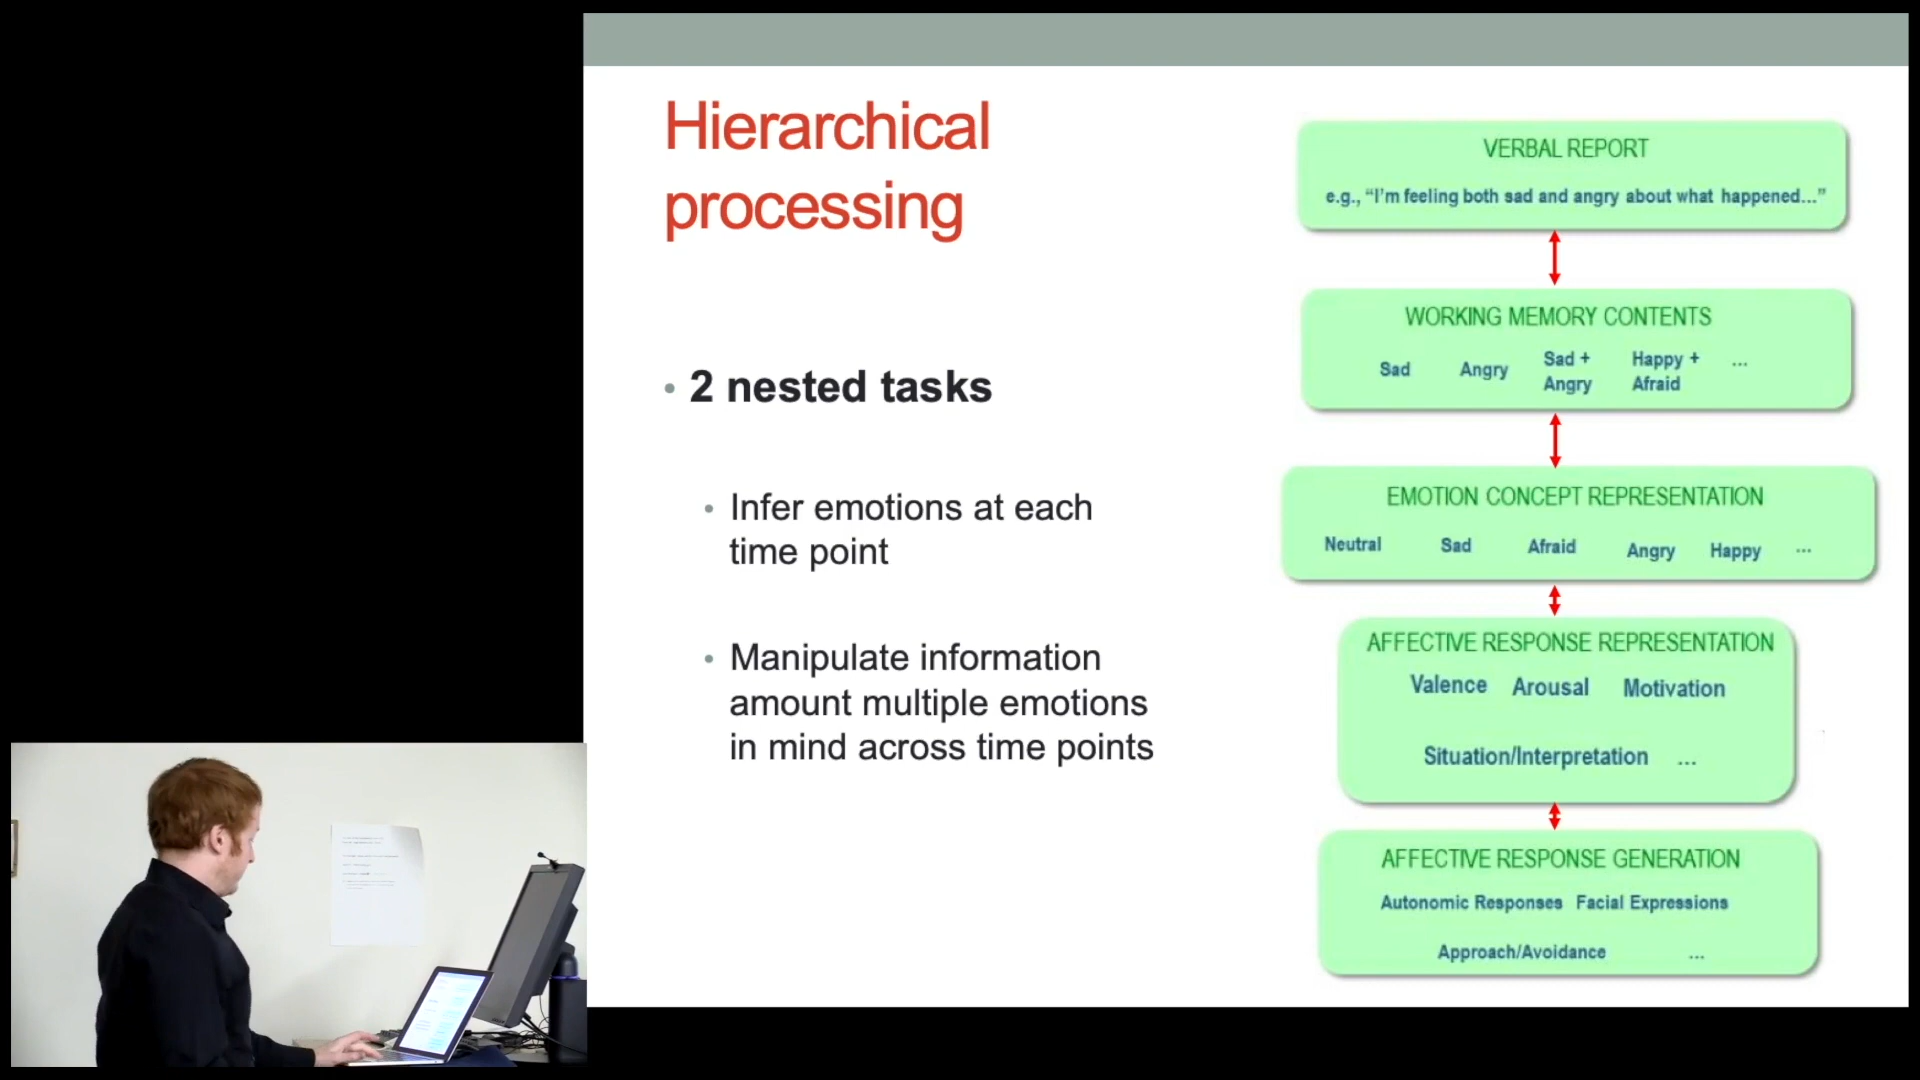 Hierarchical
processing
• 2 nested tasks
• Infer emotions at each
time point
• Manipulate information
amount multiple emotions
in mind across time points
VERBAL REPORT
e.g., “I’m feeling both sad and angry about what happened...”
WORKING MEMORY CONTENTS
Sad Angry Sad + Angry Happy + Afraid ...
EMOTION CONCEPT REPRESENTATION
Neutral Sad Afraid Angry Happy ...
AFFECTIVE RESPONSE REPRESENTATION
Valence Arousal Motivation
Situation/Interpretation ...
AFFECTIVE RESPONSE GENERATION
Autonomic Responses Facial Expressions
Approach/Avoidance ...